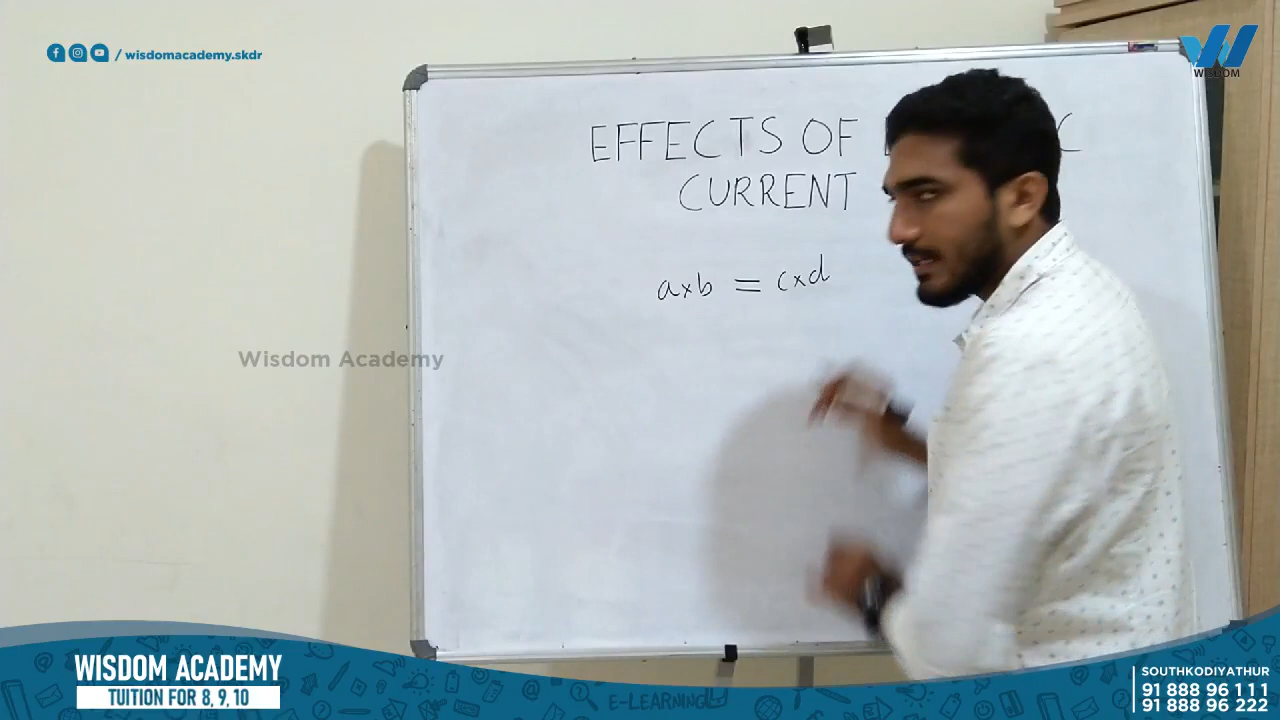 / wisdomacademy.skdr
WISDOM
EFFECTS OF C
CURRENT
a×b = c×d
Wisdom Academy
WISDOM ACADEMY
TUITION FOR 8, 9, 10
E-LEARNING
SOUTHKODIYATHUR
91 888 96 111
91 888 96 222